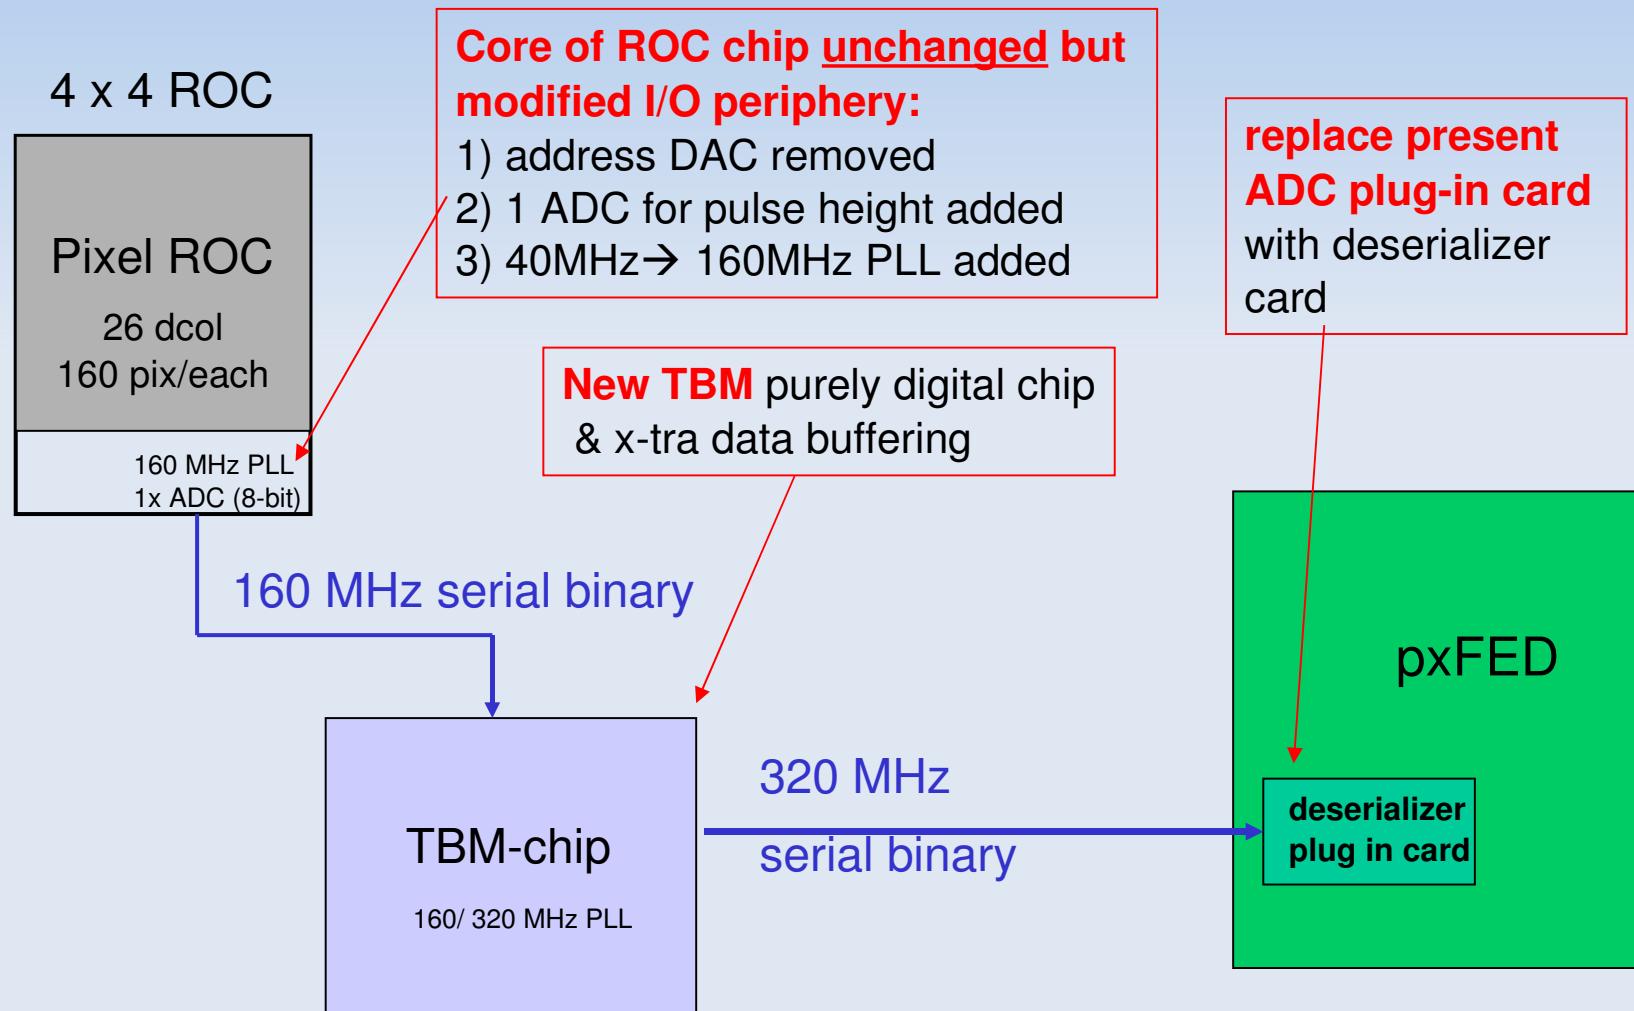 4 x 4 ROC
Pixel ROC
26 dcol
160 pix/each
160 MHz PLL
1x ADC (8-bit)
Core of ROC chip unchanged but
modified I/O periphery:
1) address DAC removed
2) 1 ADC for pulse height added
3) 40MHz→ 160MHz PLL added
replace present
ADC plug-in card
with deserializer
card
New TBM purely digital chip
& x-tra data buffering
160 MHz serial binary
TBM-chip
160/ 320 MHz PLL
320 MHz
serial binary
pxFED
deserializer
plug in card